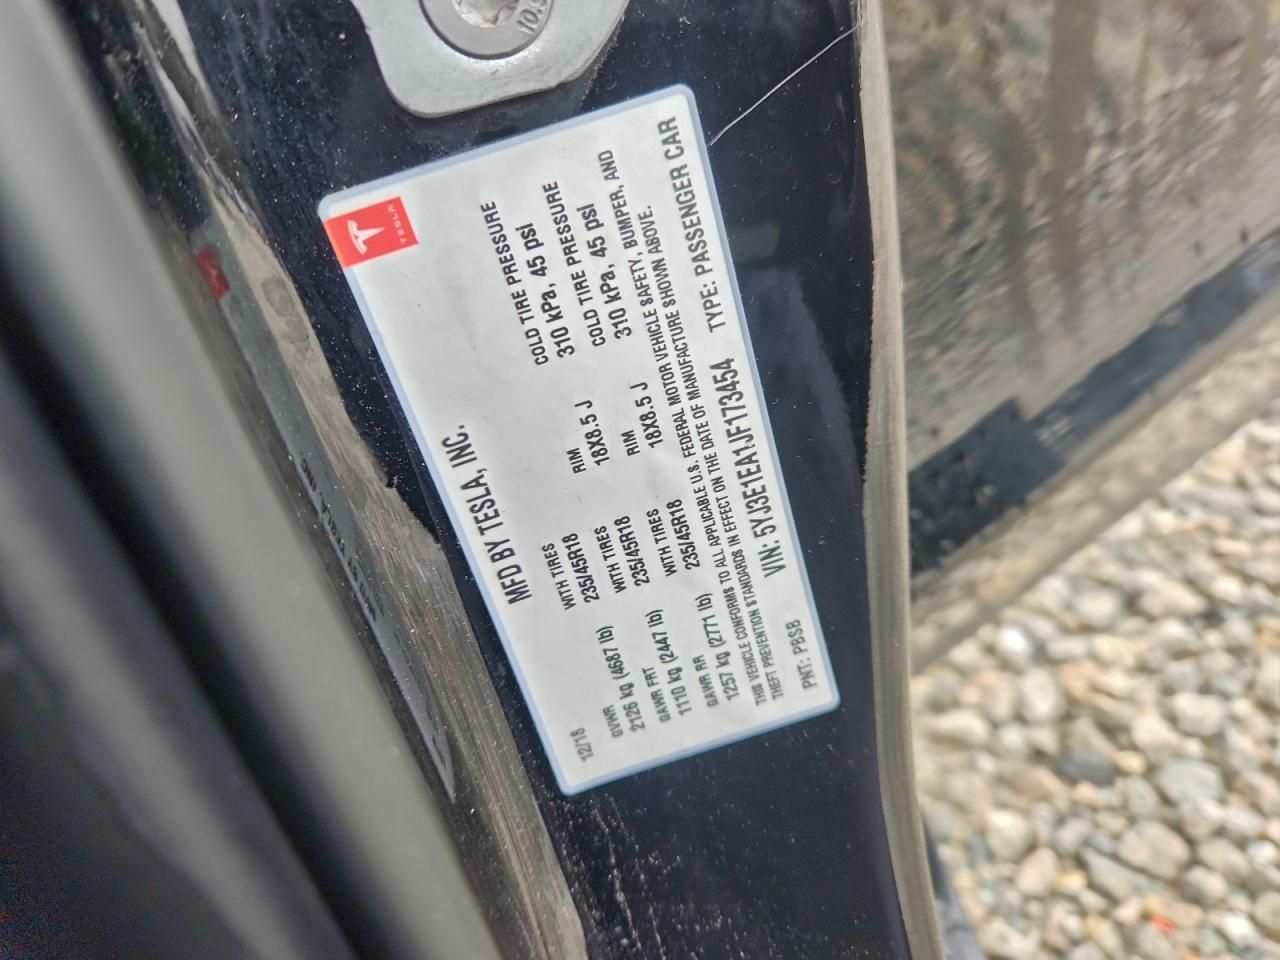 10.9
TESLA
MFD BY TESLA, INC.
12/18
GVWR
2126 kg (4687 lb)
WITH TIRES
235/45R18
RIM
18X8.5 J
COLD TIRE PRESSURE
310 kPa, 45 psi
GAWR FRT
1110 kg (2447 lb)
WITH TIRES
235/45R18
RIM
18X8.5 J
COLD TIRE PRESSURE
310 kPa, 45 psi
GAWR RR
1257 kg (2771 lb)
WITH TIRES
235/45R18
THIS VEHICLE CONFORMS TO ALL APPLICABLE U.S. FEDERAL MOTOR VEHICLE SAFETY, BUMPER, AND
THEFT PREVENTION STANDARDS IN EFFECT ON THE DATE OF MANUFACTURE SHOWN ABOVE.
VIN: 5YJ3E1EA1JF173454
TYPE: PASSENGER CAR
PNT: PBSB